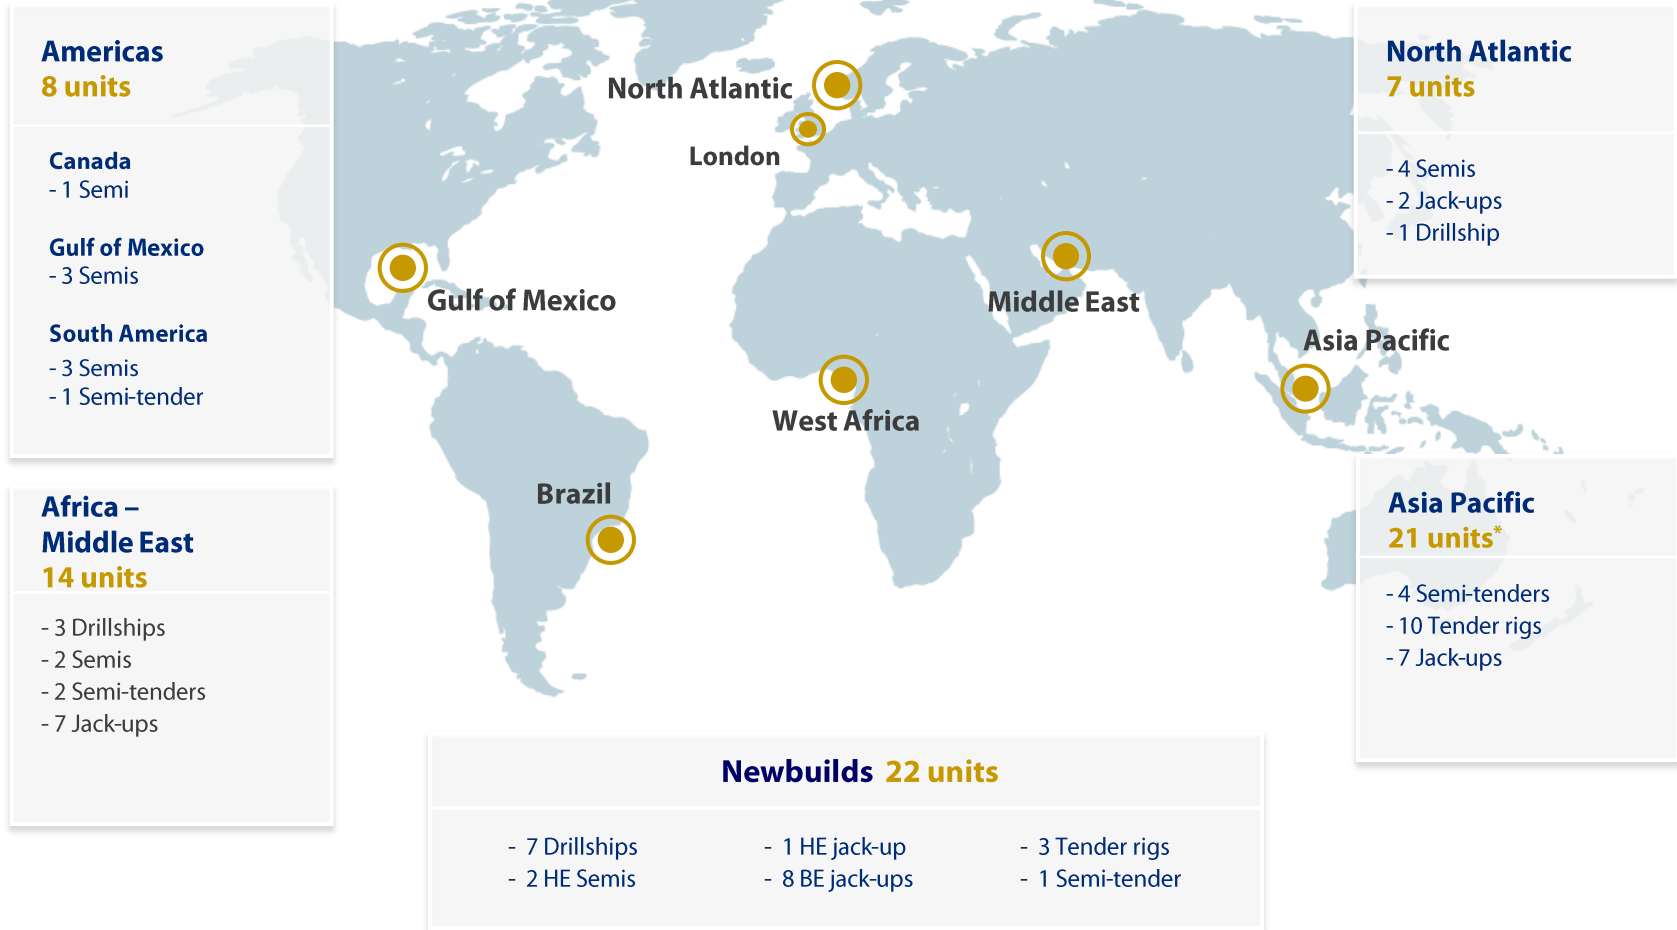 Americas
8 units
Canada
- 1 Semi
Gulf of Mexico
- 3 Semis
South America
- 3 Semis
- 1 Semi-tender
Africa –
Middle East
14 units
- 3 Drillships
- 2 Semis
- 2 Semi-tenders
- 7 Jack-ups
North Atlantic
London
Gulf of Mexico
Middle East
Asia Pacific
West Africa
Brazil
North Atlantic
7 units
- 4 Semis
- 2 Jack-ups
- 1 Drillship
Asia Pacific
21 units*
- 4 Semi-tenders
- 10 Tender rigs
- 7 Jack-ups
Newbuilds 22 units
- 7 Drillships
- 2 HE Semis
- 1 HE jack-up
- 8 BE jack-ups
- 3 Tender rigs
- 1 Semi-tender